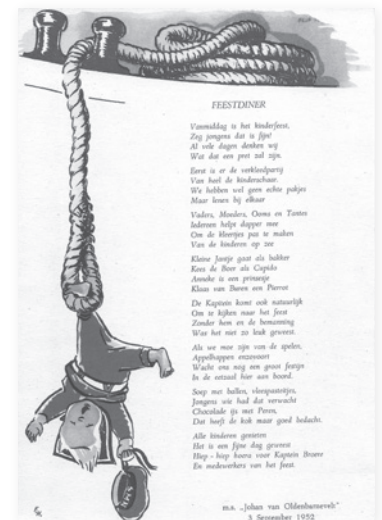 FEESTDINER
Vanmiddag is het kinderfeest,
Zeg jongens dat is fijn!
Al vele dagen denken wij
Wat dat een pret zal zijn.
Eerst is er de verkleedpartij
Van heel de kinderschaar.
We hebben wel geen echte pakjes
Maar lenen bij elkaar
Vaders, Moeders, Ooms en Tantes
Iedereen helpt dapper mee
Om de kleertjes pas te maken
Van de kinderen op zee
Kleine Jantje gaat als bakker
Kees de Boer als Cupido
Anneke is een prinsesje
Klaas van Buren een Pierrot
De Kaptein komt ook natuurlijk
Om te kijken naar het feest
Zonder hem en de bemanning
Was het niet zo leuk geweest.
Als we moe zijn van de spelen,
Appelhappen enzovoort
Wacht ons nog een groot festijn
In de eetzaal hier aan boord.
Soep met ballen, vleespasteitjes,
Jongens wie had dat verwacht
Chocolade ijs met Peren,
Dat heeft de kok maar goed bedacht.
Alle kinderen genieten
Het is een fijne dag geweest
Hiep - hiep hoera voor Kaptein Broere
En medewerkers van het feest.
m.s. „Johan van Oldenbarnevelt"
3 September 1952